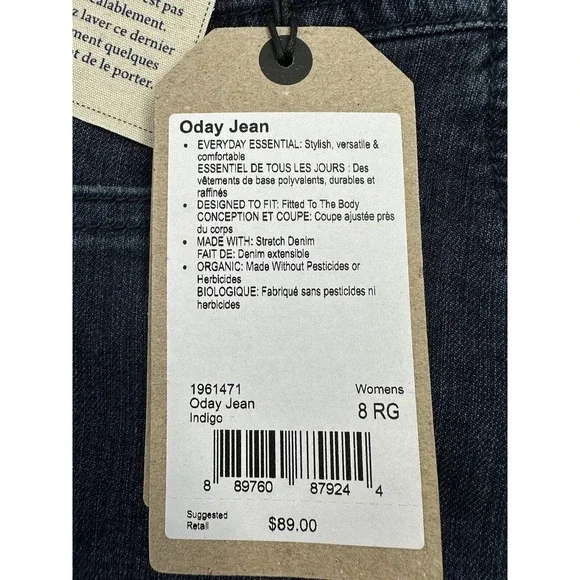 est pas
alablement.
z laver ce dernier
ment quelques
t de le porter.
Oday Jean
• EVERYDAY ESSENTIAL: Stylish, versatile &
comfortable
ESSENTIEL DE TOUS LES JOURS : Des
vêtements de base polyvalents, durables et
raffinés
• DESIGNED TO FIT: Fitted To The Body
CONCEPTION ET COUPE: Coupe ajustée près
du corps
• MADE WITH: Stretch Denim
FAIT DE: Denim extensible
• ORGANIC: Made Without Pesticides or
Herbicides
BIOLOGIQUE: Fabriqué sans pesticides ni
herbicides
1961471 Womens
Oday Jean 8 RG
Indigo
8 89760 87924 4
Suggested
Retail $89.00